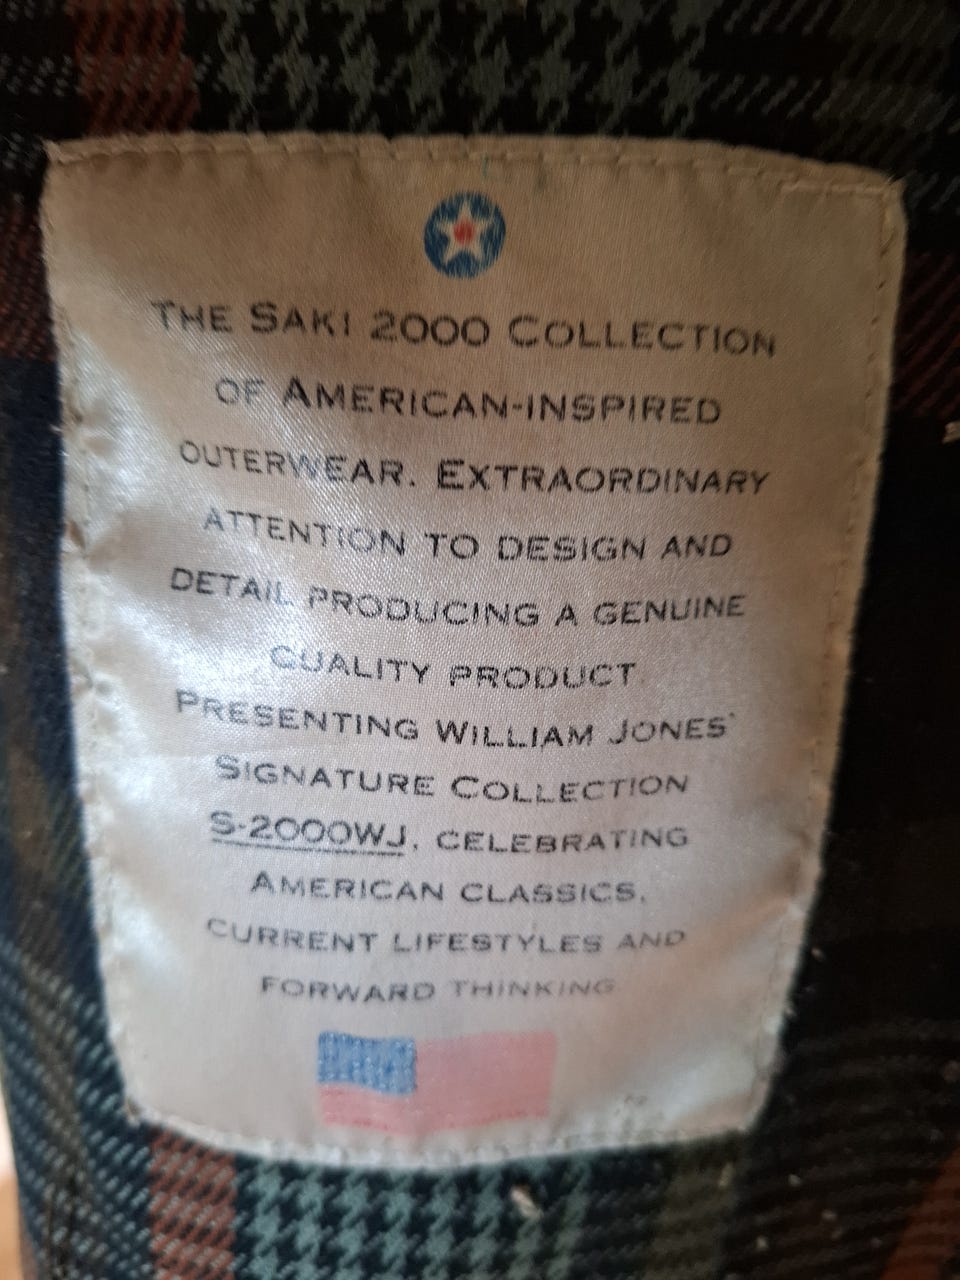 THE SAKI 2000 COLLECTION
OF AMERICAN-INSPIRED
OUTERWEAR. EXTRAORDINARY
ATTENTION TO DESIGN AND
DETAIL PRODUCING A GENUINE
QUALITY PRODUCT.
PRESENTING WILLIAM JONES'
SIGNATURE COLLECTION
S-2000WJ, CELEBRATING
AMERICAN CLASSICS,
CURRENT LIFESTYLES AND
FORWARD THINKING